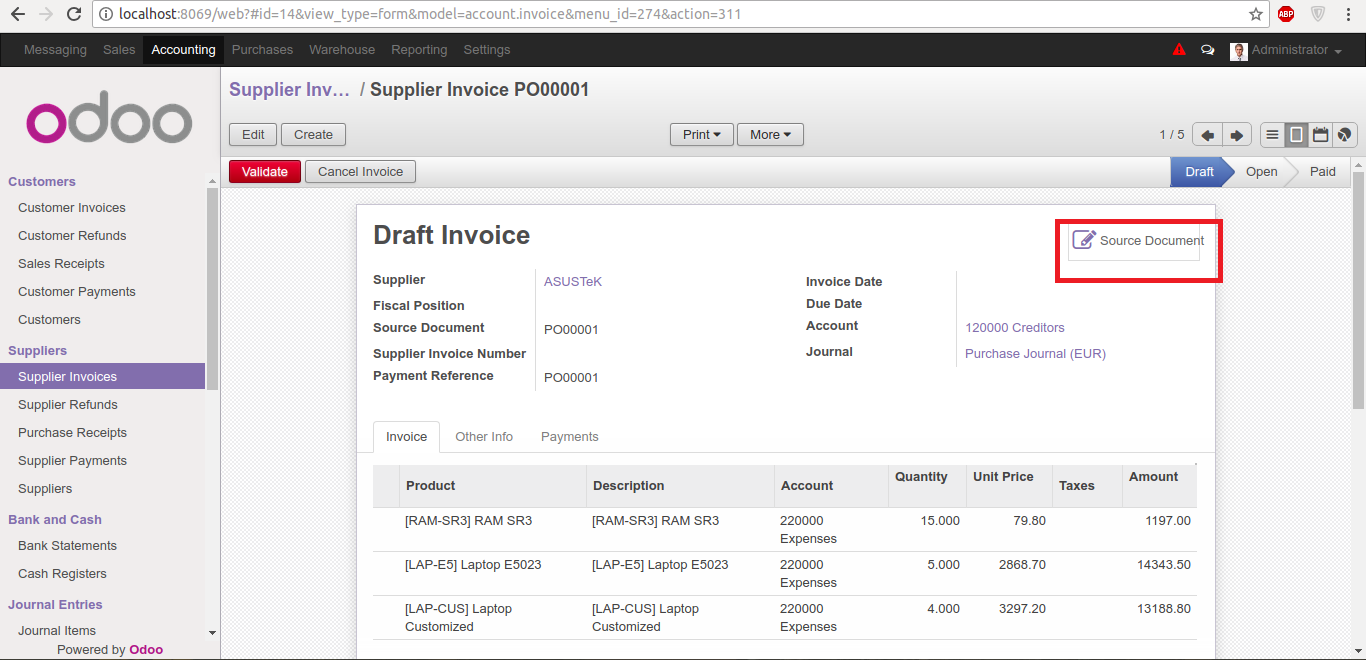 localhost:8069/web?#id=14&view_type=form&model=account.invoice&menu_id=274&action=311
ABP
Messaging Sales Accounting Purchases Warehouse Reporting Settings Administrator
odoo
Customers
Customer Invoices
Customer Refunds
Sales Receipts
Customer Payments
Customers
Suppliers
Supplier Invoices
Supplier Refunds
Purchase Receipts
Supplier Payments
Suppliers
Bank and Cash
Bank Statements
Cash Registers
Journal Entries
Journal Items
Powered by Odoo
Supplier Inv... / Supplier Invoice PO00001
Edit Create Print More 1 / 5
Validate Cancel Invoice Draft Open Paid
Draft Invoice
Source Document
Supplier ASUSTeK
Fiscal Position
Source Document PO00001
Supplier Invoice Number
Payment Reference PO00001
Invoice Date
Due Date
Account 120000 Creditors
Journal Purchase Journal (EUR)
Invoice Other Info Payments
Product Description Account Quantity Unit Price Taxes Amount
[RAM-SR3] RAM SR3 [RAM-SR3] RAM SR3 220000 15.000 79.80 1197.00
Expenses
[LAP-E5] Laptop E5023 [LAP-E5] Laptop E5023 220000 5.000 2868.70 14343.50
Expenses
[LAP-CUS] Laptop [LAP-CUS] Laptop 220000 4.000 3297.20 13188.80
Customized Customized Expenses